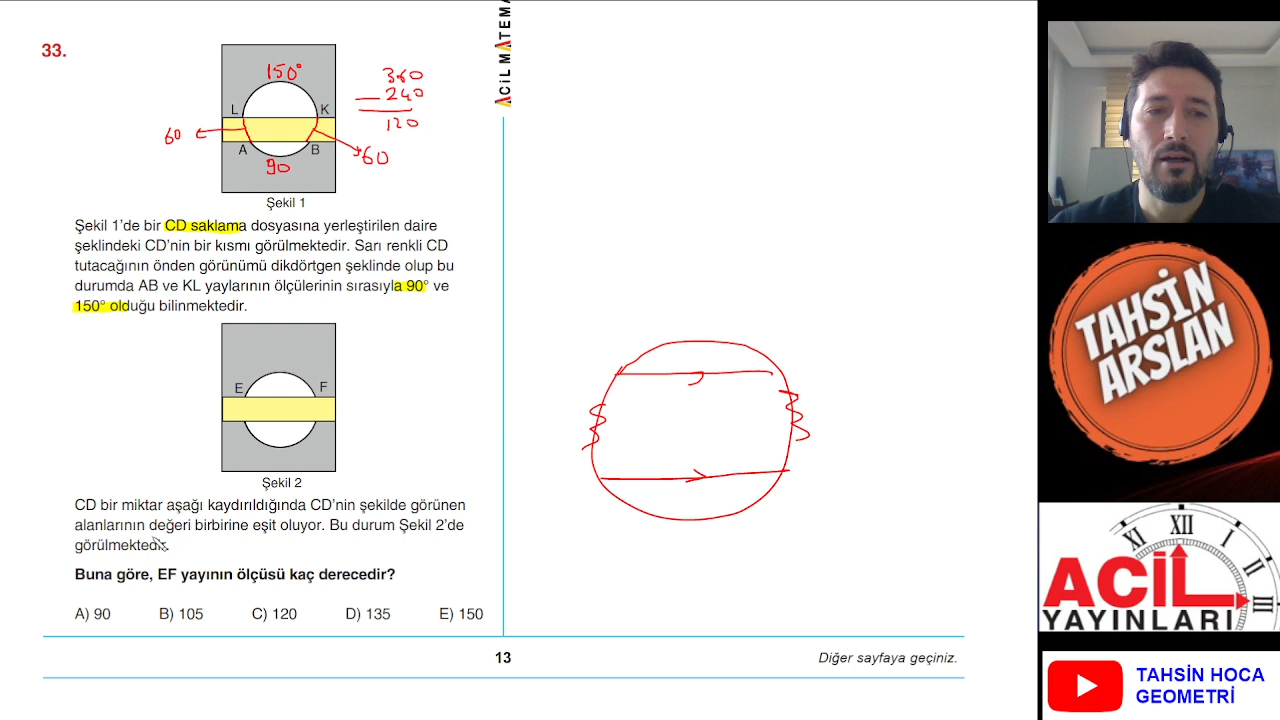 33.
150°
L
K
60
A
B
90
60
360
- 240
120
ACİL MATEM
Şekil 1
Şekil 1'de bir CD saklama dosyasına yerleştirilen daire
şeklindeki CD'nin bir kısmı görülmektedir. Sarı renkli CD
tutacağının önden görünümü dikdörtgen şeklinde olup bu
durumda AB ve KL yaylarının ölçülerinin sırasıyla 90° ve
150° olduğu bilinmektedir.
E
F
Şekil 2
CD bir miktar aşağı kaydırıldığında CD'nin şekilde görünen
alanlarının değeri birbirine eşit oluyor. Bu durum Şekil 2'de
görülmektedir.
Buna göre, EF yayının ölçüsü kaç derecedir?
A) 90 B) 105 C) 120 D) 135 E) 150
13
Diğer sayfaya geçiniz.
TAHSİN
ARSLAN
XI XII I II III
ACİL
YAYINLARI
TAHSİN HOCA
GEOMETRİ